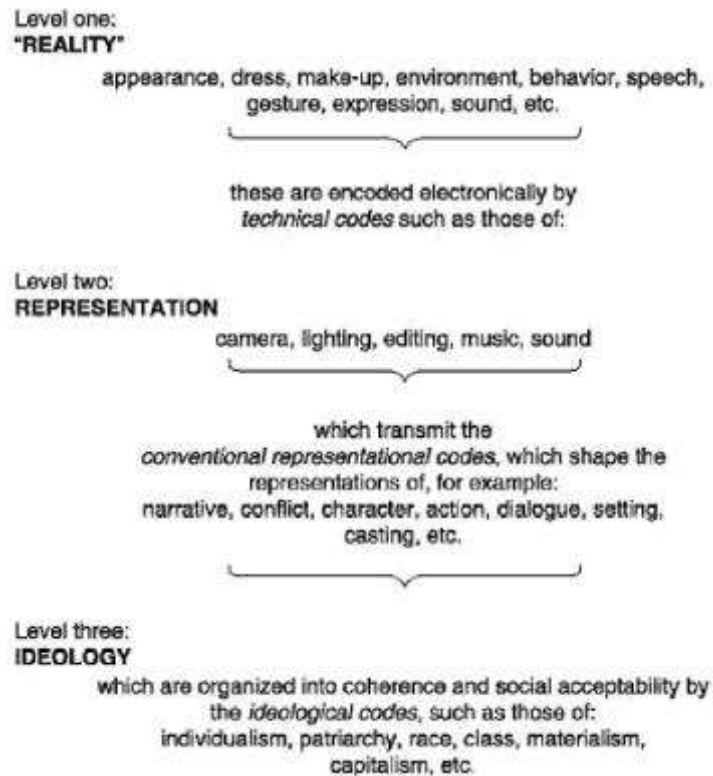 Level one:
"REALITY"
appearance, dress, make-up, environment, behavior, speech,
gesture, expression, sound, etc.
these are encoded electronically by
technical codes such as those of:
Level two:
REPRESENTATION
camera, lighting, editing, music, sound
which transmit the
conventional representational codes, which shape the
representations of, for example:
narrative, conflict, character, action, dialogue, setting,
casting, etc.
Level three:
IDEOLOGY
which are organized into coherence and social acceptability by
the ideological codes, such as those of:
individualism, patriarchy, race, class, materialism,
capitalism, etc.